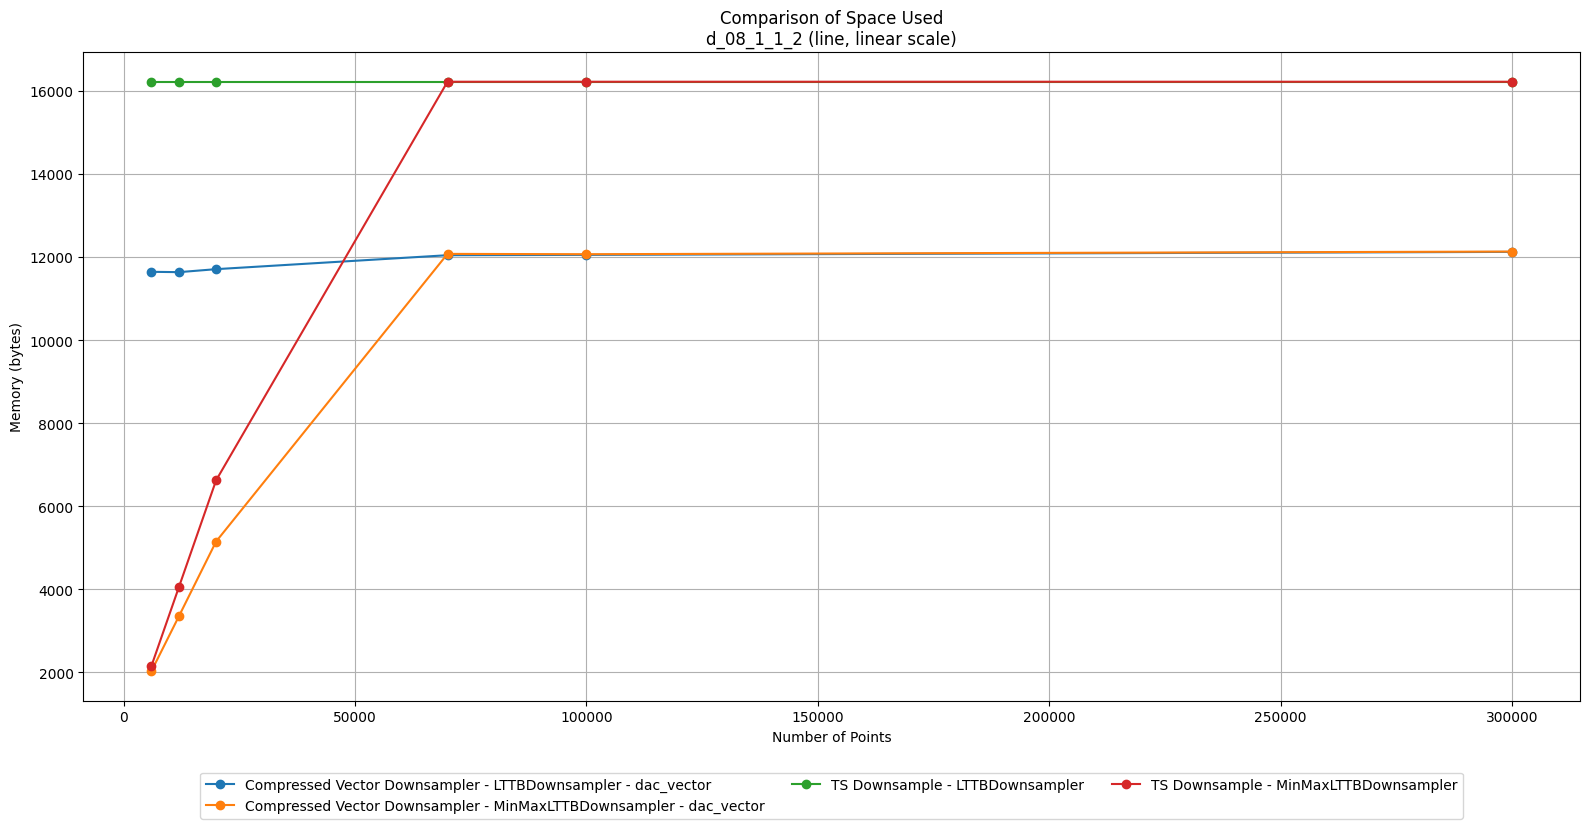 Comparison of Space Used
d_08_1_1_2 (line, linear scale)
Memory (bytes)
16000
14000
12000
10000
8000
6000
4000
2000
0 50000 100000 150000 200000 250000 300000
Number of Points
Compressed Vector Downsampler - LTTBDownsampler - dac_vector
Compressed Vector Downsampler - MinMaxLTTBDownsampler - dac_vector
TS Downsample - LTTBDownsampler
TS Downsample - MinMaxLTTBDownsampler